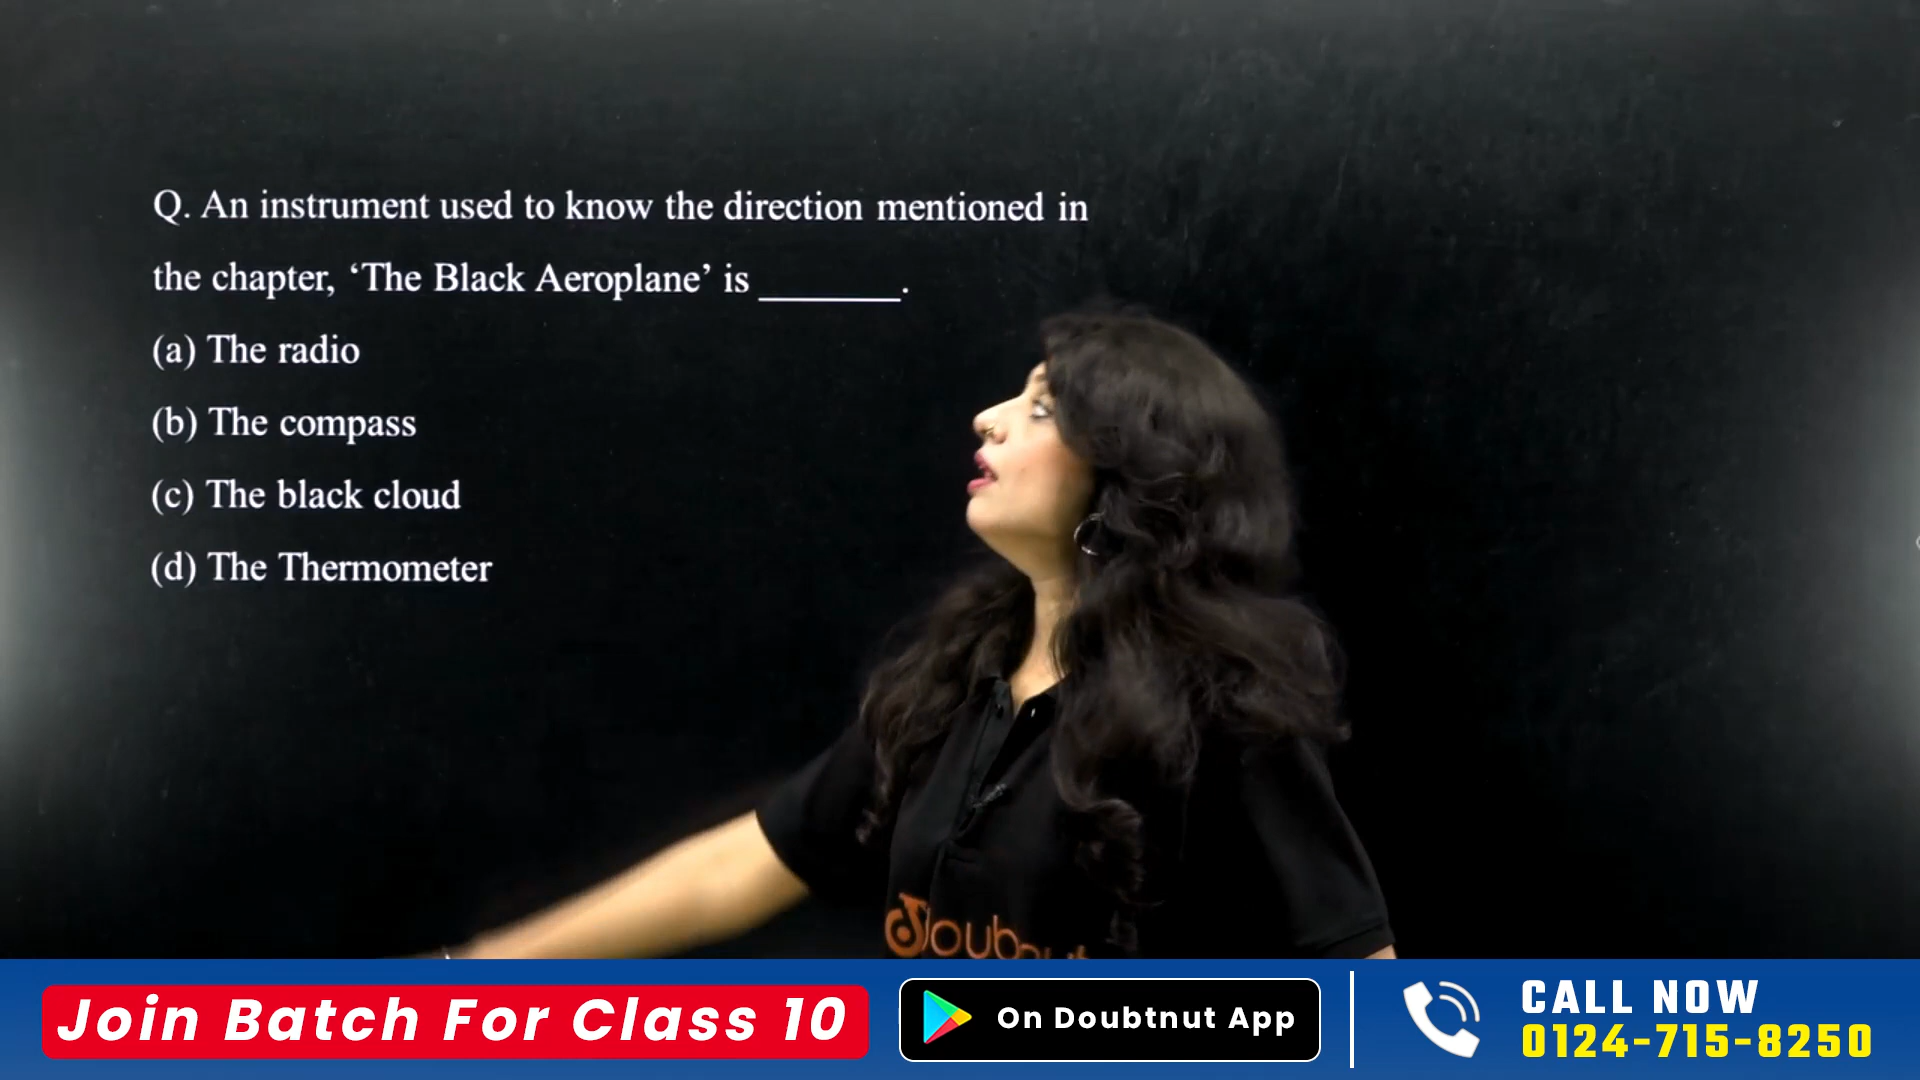 Q. An instrument used to know the direction mentioned in
the chapter, ‘The Black Aeroplane’ is _______.
(a) The radio
(b) The compass
(c) The black cloud
(d) The Thermometer
Join Batch For Class 10
On Doubtnut App
CALL NOW
0124-715-8250